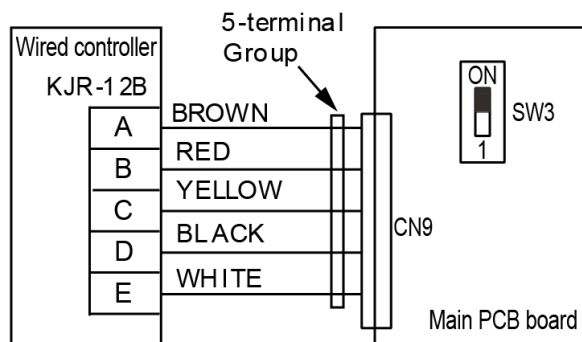 5-terminal
Group
Wired controller
KJR-12B
A
BROWN
B
RED
C
YELLOW
D
BLACK
E
WHITE
CN9
ON
1
SW3
Main PCB board